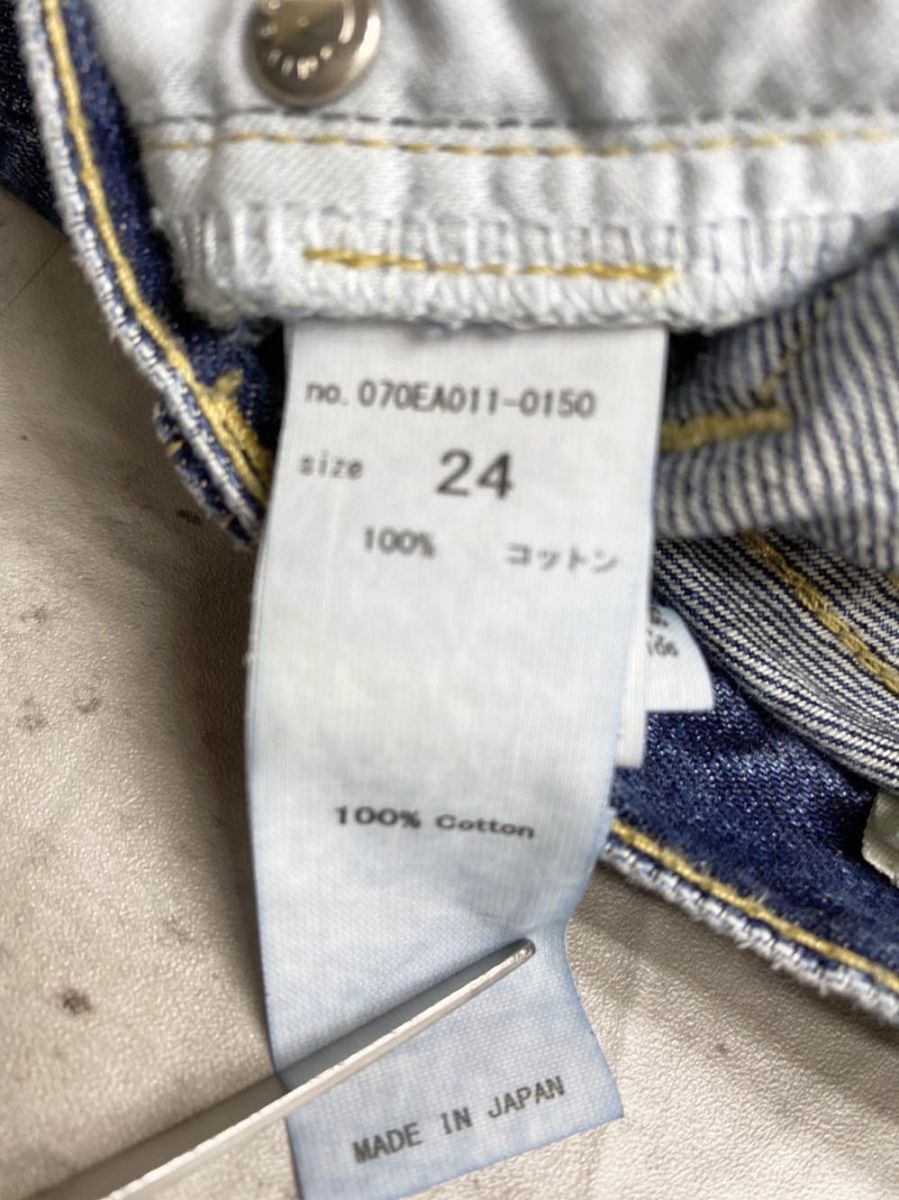 no. 070EA011-0150
size 24
100% コットン
100% Cotton
MADE IN JAPAN